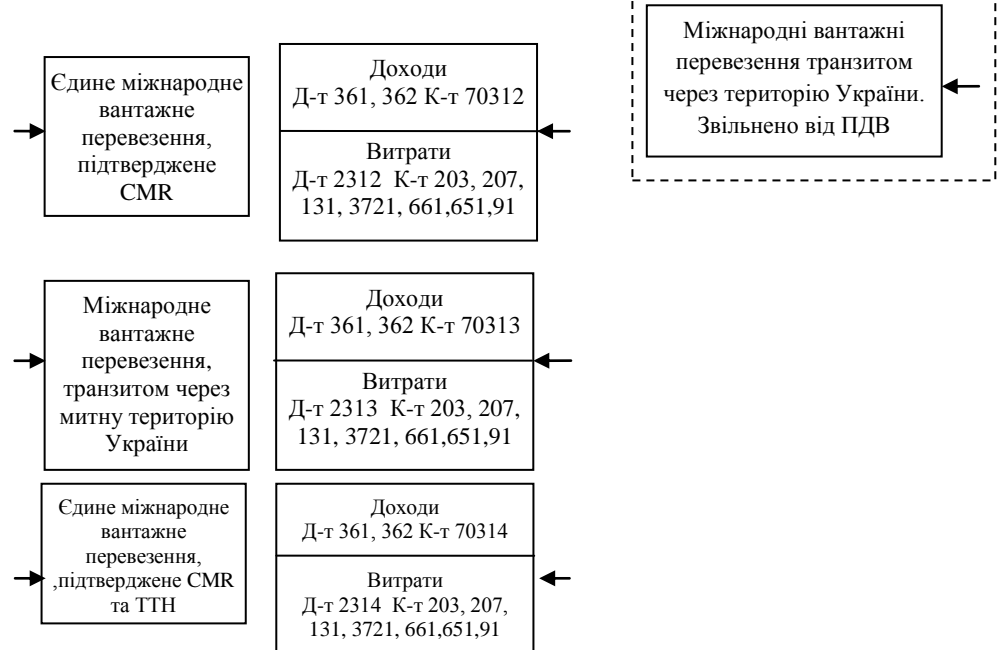 Єдине міжнародне
вантажне
перевезення,
підтверджене
CMR
Доходи
Д-т 361, 362 К-т 70312
Витрати
Д-т 2312 К-т 203, 207,
131, 3721, 661,651,91
Міжнародні вантажні
перевезення транзитом
через територію України.
Звільнено від ПДВ
Міжнародне
вантажне
перевезення,
транзитом через
митну територію
України
Доходи
Д-т 361, 362 К-т 70313
Витрати
Д-т 2313 К-т 203, 207,
131, 3721, 661,651,91
Єдине міжнародне
вантажне
перевезення,
,підтверджене CMR
та ТТН
Доходи
Д-т 361, 362 К-т 70314
Витрати
Д-т 2314 К-т 203, 207,
131, 3721, 661,651,91